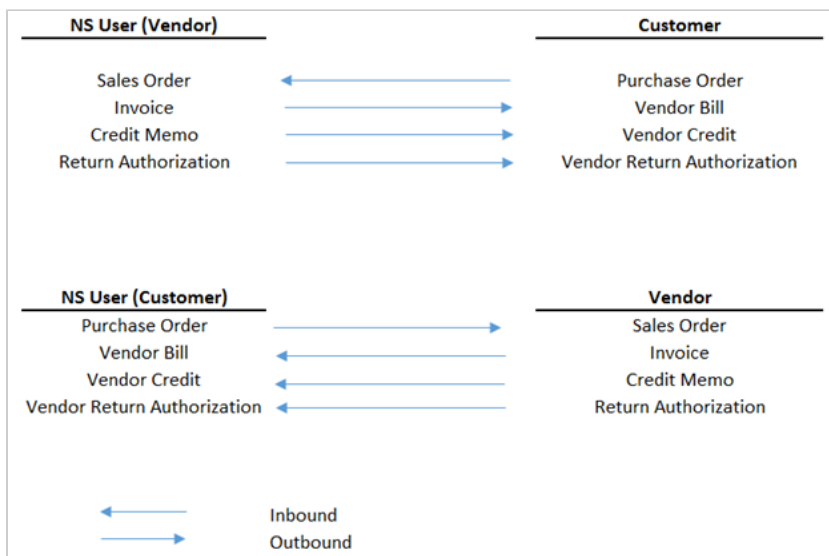 NS User (Vendor) Customer
Sales Order Purchase Order
Invoice Vendor Bill
Credit Memo Vendor Credit
Return Authorization Vendor Return Authorization
NS User (Customer) Vendor
Purchase Order Sales Order
Vendor Bill Invoice
Vendor Credit Credit Memo
Vendor Return Authorization Return Authorization
Inbound
Outbound